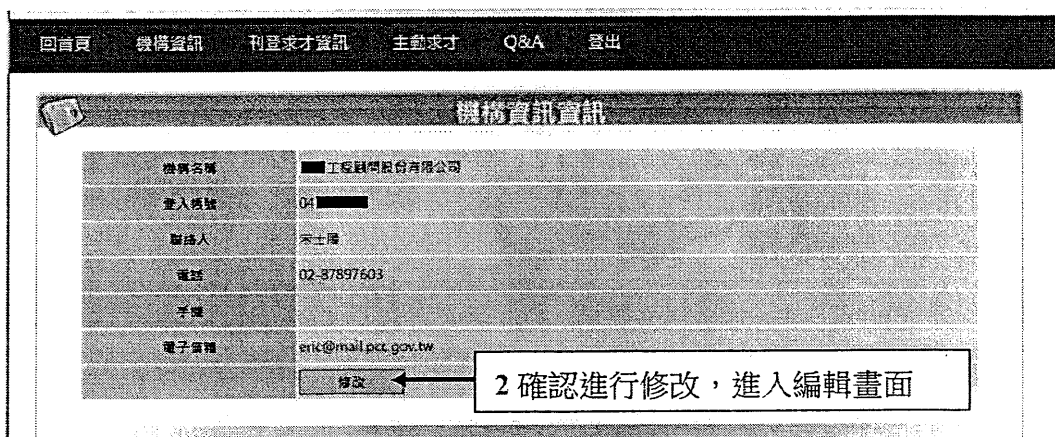 回首頁 機構資訊 刊登求才資訊 主動求才 Q&A 登出
機構資訊資訊
機構名稱 工程顧問股份有限公司
登入帳號 04
聯絡人
電話 02-87897603
手機
電子信箱 eric@mail.pcc.gov.tw
修改
2 確認進行修改，進入編輯畫面